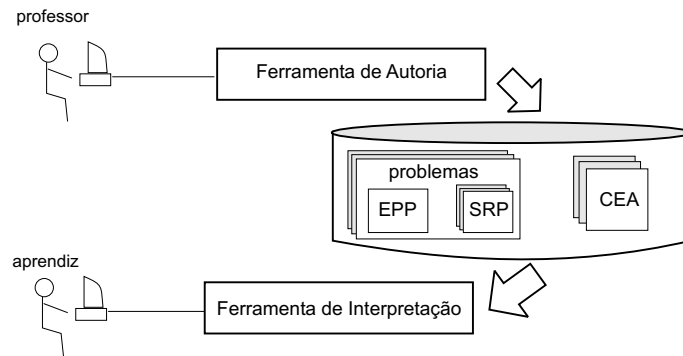 professor
Ferramenta de Autoria
problemas
EPP
SRP
CEA
aprendiz
Ferramenta de Interpretação